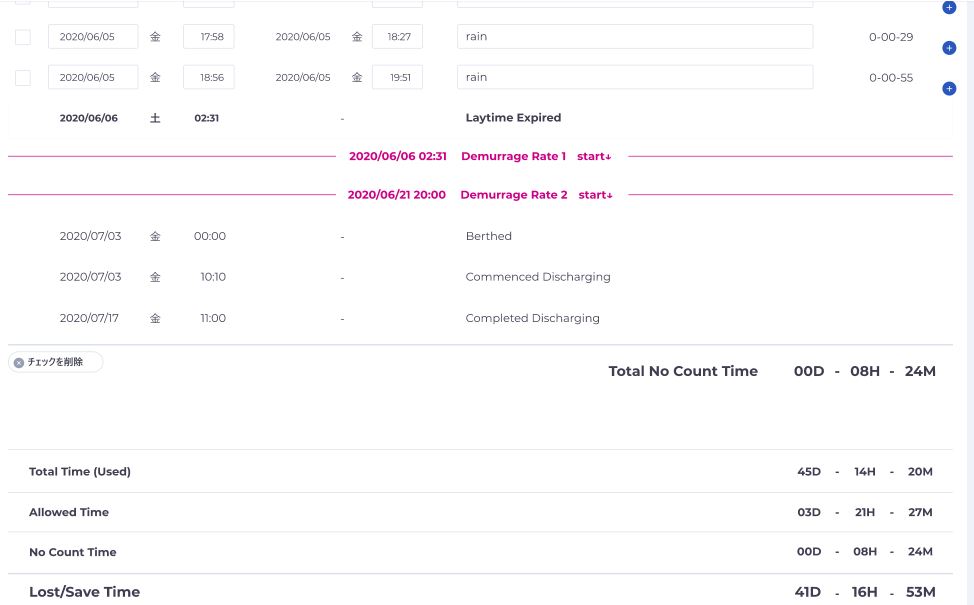 2020/06/05 金 17:58 2020/06/05 金 18:27 rain 0-00-29
2020/06/05 金 18:56 2020/06/05 金 19:51 rain 0-00-55
2020/06/06 土 02:31 - Laytime Expired
2020/06/06 02:31 Demurrage Rate 1 start↓
2020/06/21 20:00 Demurrage Rate 2 start↓
2020/07/03 金 00:00 - Berthed
2020/07/03 金 10:10 - Commenced Discharging
2020/07/17 金 11:00 - Completed Discharging
チェックを削除
Total No Count Time 00D - 08H - 24M
Total Time (Used) 45D - 14H - 20M
Allowed Time 03D - 21H - 27M
No Count Time 00D - 08H - 24M
Lost/Save Time 41D - 16H - 53M